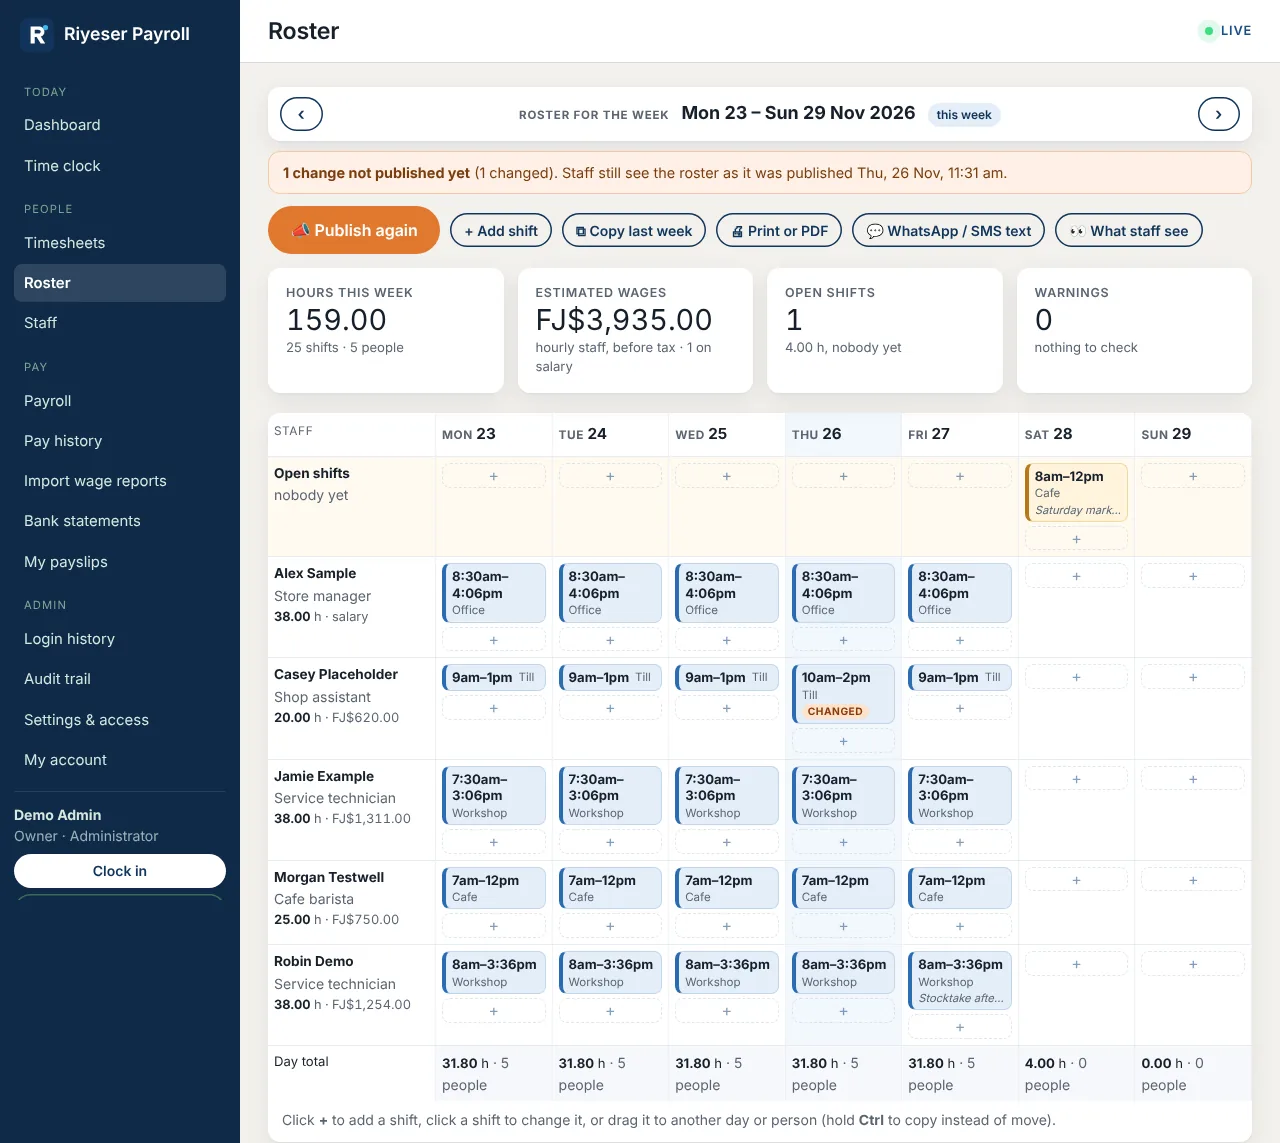 Riyeser Payroll
TODAY
Dashboard
Time clock
PEOPLE
Timesheets
Roster
Staff
PAY
Payroll
Pay history
Import wage reports
Bank statements
My payslips
ADMIN
Login history
Audit trail
Settings & access
My account
Demo Admin
Owner · Administrator
Clock in
Roster
LIVE
‹ ROSTER FOR THE WEEK Mon 23 – Sun 29 Nov 2026 this week ›
1 change not published yet (1 changed). Staff still see the roster as it was published Thu, 26 Nov, 11:31 am.
📣 Publish again + Add shift ⧉ Copy last week 🖨 Print or PDF 💬 WhatsApp / SMS text 👀 What staff see
HOURS THIS WEEK
159.00
25 shifts · 5 people
ESTIMATED WAGES
FJ$3,935.00
hourly staff, before tax · 1 on
salary
OPEN SHIFTS
1
4.00 h, nobody yet
WARNINGS
0
nothing to check
STAFF MON 23 TUE 24 WED 25 THU 26 FRI 27 SAT 28 SUN 29
Open shifts
nobody yet
+ + + + +
8am–12pm
Cafe
Saturday mark…
+
+
Alex Sample
Store manager
38.00 h · salary
8:30am–
4:06pm
Office
+
8:30am–
4:06pm
Office
+
8:30am–
4:06pm
Office
+
8:30am–
4:06pm
Office
+
8:30am–
4:06pm
Office
+
+
+
Casey Placeholder
Shop assistant
20.00 h · FJ$620.00
9am–1pm Till
+
9am–1pm Till
+
9am–1pm Till
+
10am–2pm
Till
CHANGED
+
9am–1pm Till
+
+
+
Jamie Example
Service technician
38.00 h · FJ$1,311.00
7:30am–
3:06pm
Workshop
+
7:30am–
3:06pm
Workshop
+
7:30am–
3:06pm
Workshop
+
7:30am–
3:06pm
Workshop
+
7:30am–
3:06pm
Workshop
+
+
+
Morgan Testwell
Cafe barista
25.00 h · FJ$750.00
7am–12pm
Cafe
+
7am–12pm
Cafe
+
7am–12pm
Cafe
+
7am–12pm
Cafe
+
7am–12pm
Cafe
+
+
+
Robin Demo
Service technician
38.00 h · FJ$1,254.00
8am–3:36pm
Workshop
+
8am–3:36pm
Workshop
+
8am–3:36pm
Workshop
+
8am–3:36pm
Workshop
+
8am–3:36pm
Workshop
Stocktake afte…
+
+
+
Day total
31.80 h · 5
people
31.80 h · 5
people
31.80 h · 5
people
31.80 h · 5
people
31.80 h · 5
people
4.00 h · 0
people
0.00 h · 0
people
Click + to add a shift, click a shift to change it, or drag it to another day or person (hold Ctrl to copy instead of move).